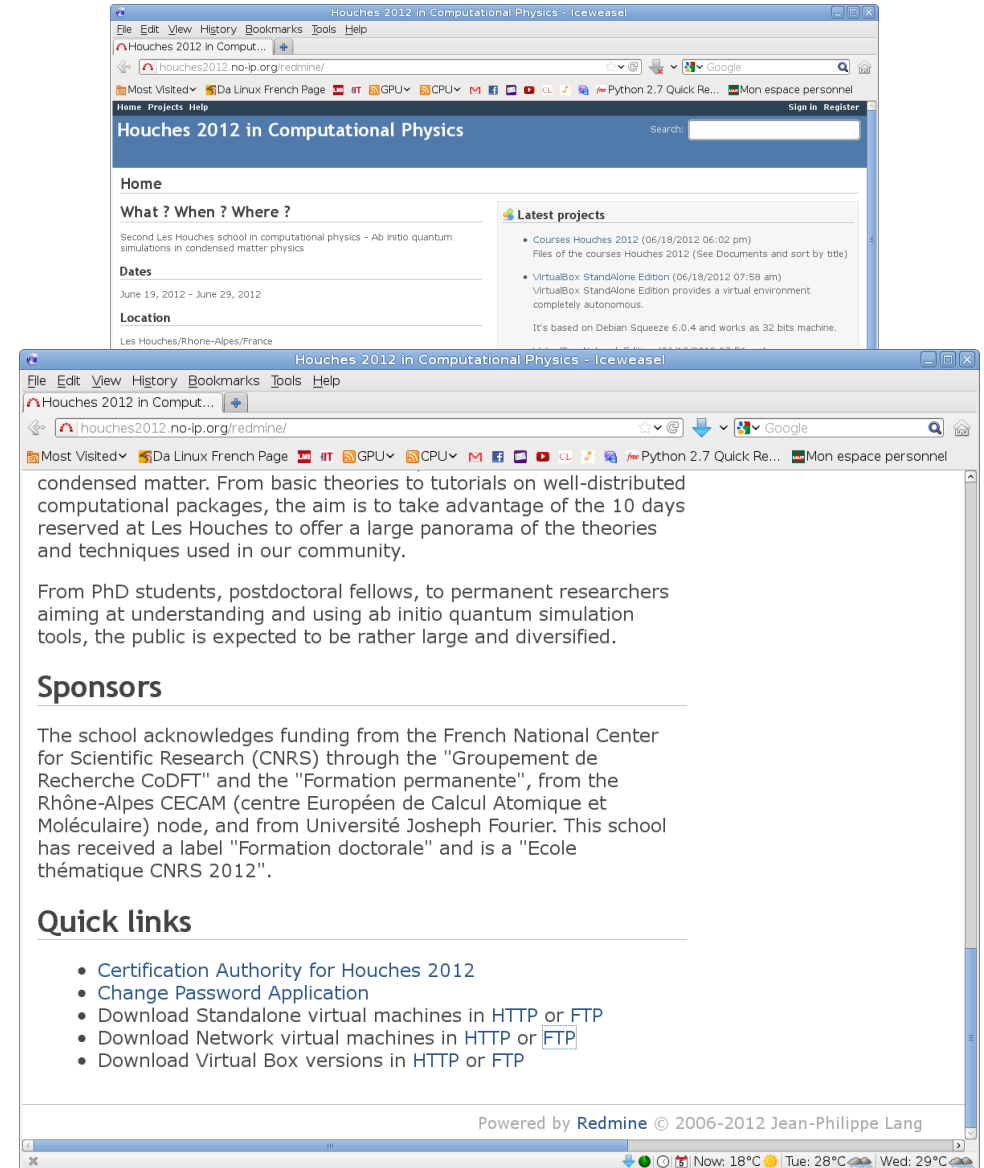 Houches 2012 in Computational Physics - Iceweasel
File Edit View History Bookmarks Tools Help
Houches 2012 in Comput...
houches2012.no-ip.org/redmine/
Google
Most Visited Da Linux French Page GPU CPU CL Python 2.7 Quick Re... Mon espace personnel
Home Projects Help
Sign in Register
Houches 2012 in Computational Physics
Search:
Home
What ? When ? Where ?
Second Les Houches school in computational physics - Ab initio quantum
simulations in condensed matter physics
Dates
June 19, 2012 - June 29, 2012
Location
Les Houches/Rhone-Alpes/France
Latest projects
Courses Houches 2012 (06/18/2012 06:02 pm)
Files of the courses Houches 2012 (See Documents and sort by title)
VirtualBox StandAlone Edition (06/18/2012 07:58 am)
VirtualBox StandAlone Edition provides a virtual environment
completely autonomous.
It's based on Debian Squeeze 6.0.4 and works as 32 bits machine.
Houches 2012 in Computational Physics - Iceweasel
File Edit View History Bookmarks Tools Help
Houches 2012 in Comput...
houches2012.no-ip.org/redmine/
Google
Most Visited Da Linux French Page GPU CPU CL free Python 2.7 Quick Re... Mon espace personnel
condensed matter. From basic theories to tutorials on well-distributed
computational packages, the aim is to take advantage of the 10 days
reserved at Les Houches to offer a large panorama of the theories
and techniques used in our community.
From PhD students, postdoctoral fellows, to permanent researchers
aiming at understanding and using ab initio quantum simulation
tools, the public is expected to be rather large and diversified.
Sponsors
The school acknowledges funding from the French National Center
for Scientific Research (CNRS) through the "Groupement de
Recherche CoDFT" and the "Formation permanente", from the
Rhône-Alpes CECAM (centre Européen de Calcul Atomique et
Moléculaire) node, and from Université Josheph Fourier. This school
has received a label "Formation doctorale" and is a "Ecole
thématique CNRS 2012".
Quick links
Certification Authority for Houches 2012
Change Password Application
Download Standalone virtual machines in HTTP or FTP
Download Network virtual machines in HTTP or FTP
Download Virtual Box versions in HTTP or FTP
Powered by Redmine © 2006-2012 Jean-Philippe Lang
Now: 18°C Tue: 28°C Wed: 29°C